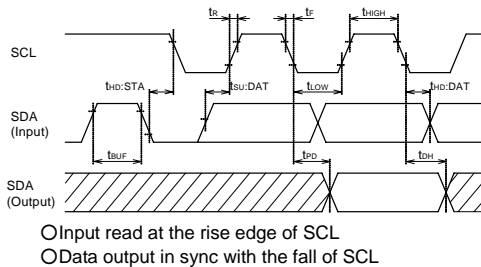 tR tF tHIGH
SCL
tHD:STA tSU:DAT tLOW tHD:DAT
SDA
(Input)
tBUF tPD tDH
SDA
(Output)
○Input read at the rise edge of SCL
○Data output in sync with the fall of SCL